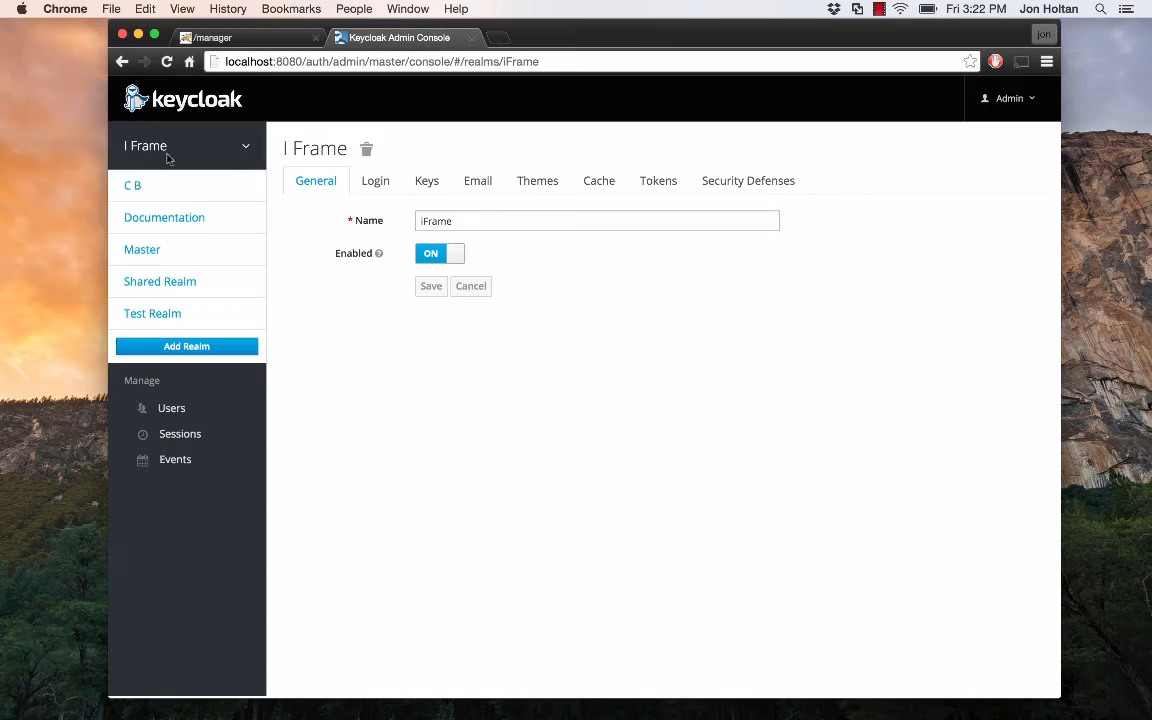 Chrome File Edit View History Bookmarks People Window Help Fri 3:22 PM Jon Holtan
/manager Keycloak Admin Console jon
localhost:8080/auth/admin/master/console/#/realms/iFrame
keycloak Admin
I Frame
C B
Documentation
Master
Shared Realm
Test Realm
Add Realm
Manage
Users
Sessions
Events
I Frame
General Login Keys Email Themes Cache Tokens Security Defenses
* Name iFrame
Enabled ON
Save Cancel